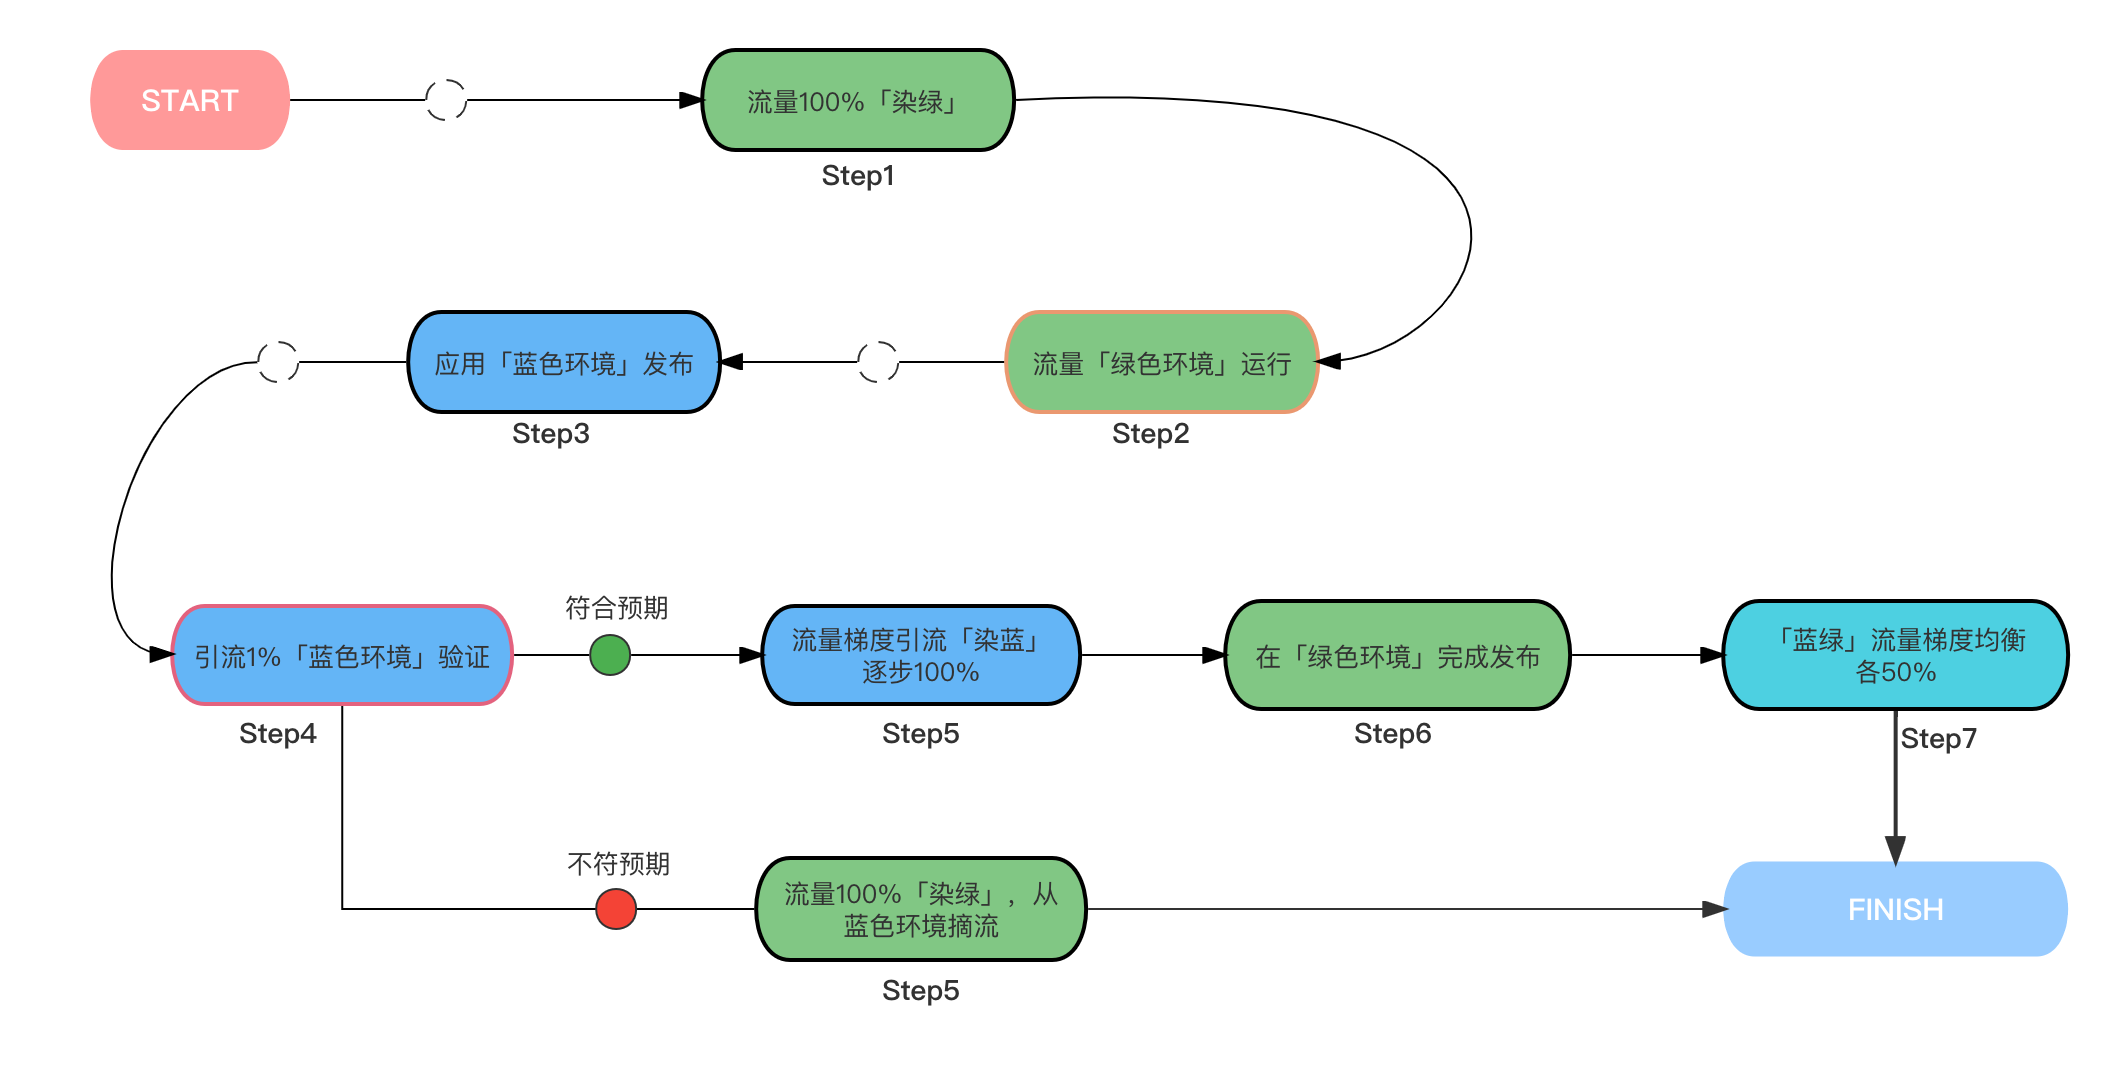 START
流量100%「染绿」
Step1
应用「蓝色环境」发布
流量「绿色环境」运行
Step3
Step2
引流1%「蓝色环境」验证
符合预期
流量梯度引流「染蓝」
逐步100%
在「绿色环境」完成发布
「蓝绿」流量梯度均衡
各50%
Step4
Step5
Step6
Step7
不符预期
流量100%「染绿」，从
蓝色环境摘流
FINISH
Step5